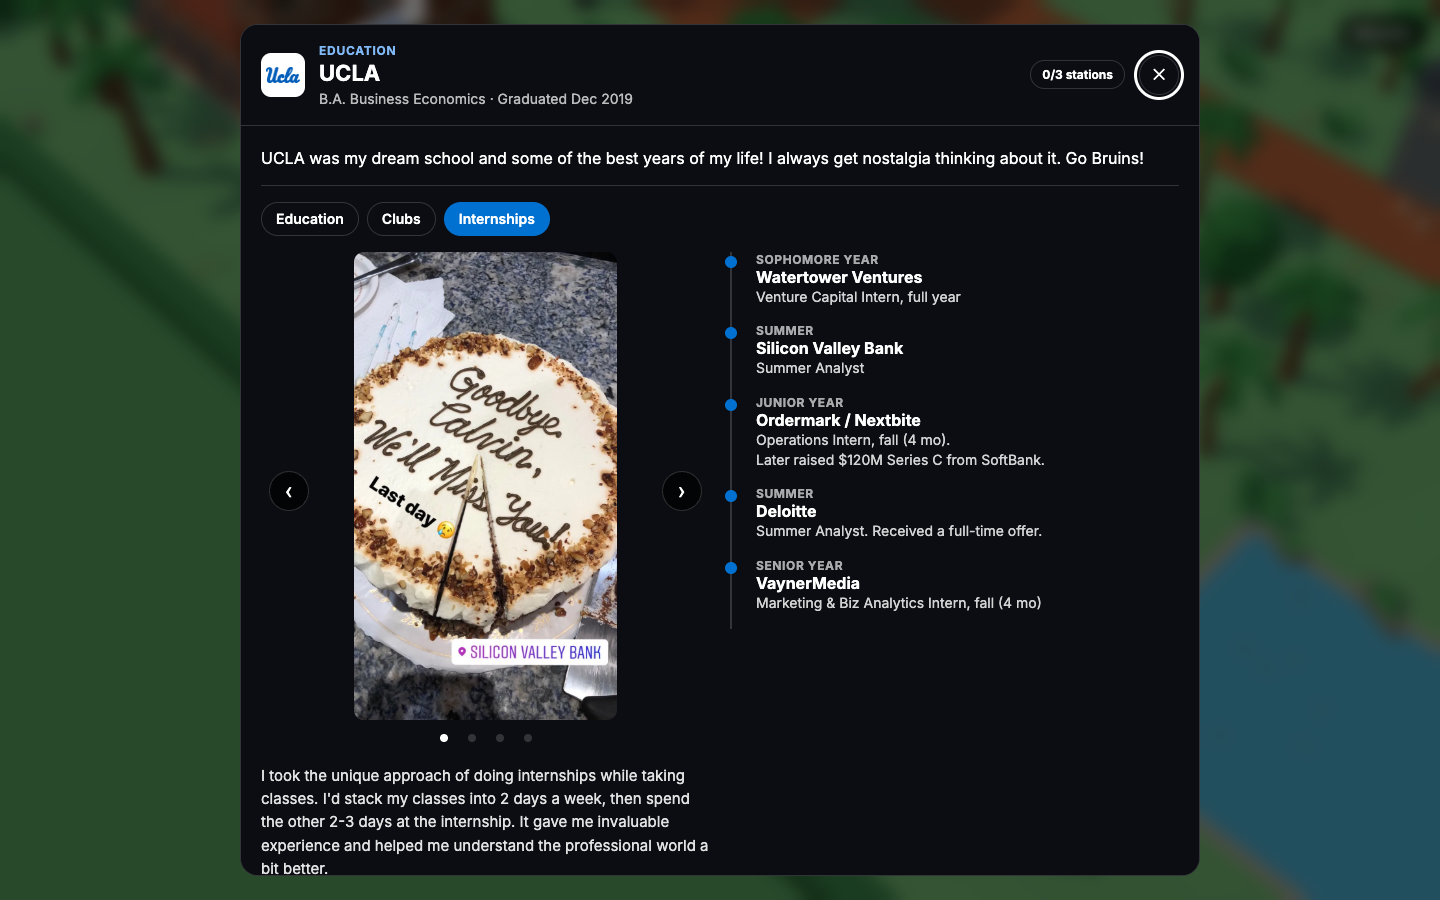 Ucla
EDUCATION
UCLA
B.A. Business Economics · Graduated Dec 2019
0/3 stations
UCLA was my dream school and some of the best years of my life! I always get nostalgia thinking about it. Go Bruins!
Education
Clubs
Internships
Goodbye
Calvin,
We'll Miss You!
Last day 😢
SILICON VALLEY BANK
SOPHOMORE YEAR
Watertower Ventures
Venture Capital Intern, full year
SUMMER
Silicon Valley Bank
Summer Analyst
JUNIOR YEAR
Ordermark / Nextbite
Operations Intern, fall (4 mo).
Later raised $120M Series C from SoftBank.
SUMMER
Deloitte
Summer Analyst. Received a full-time offer.
SENIOR YEAR
VaynerMedia
Marketing & Biz Analytics Intern, fall (4 mo)
I took the unique approach of doing internships while taking
classes. I'd stack my classes into 2 days a week, then spend
the other 2-3 days at the internship. It gave me invaluable
experience and helped me understand the professional world a
bit better.